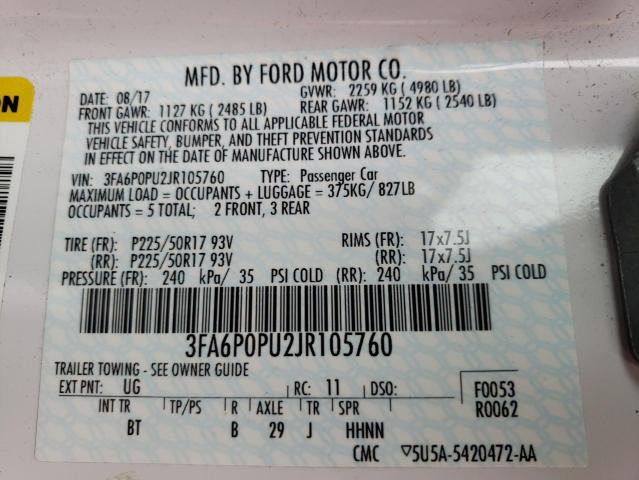 ON
MFD. BY FORD MOTOR CO.
DATE: 08/17 GVWR: 2259 KG ( 4980 LB)
FRONT GAWR: 1127 KG ( 2485 LB) REAR GAWR: 1152 KG ( 2540 LB)
THIS VEHICLE CONFORMS TO ALL APPLICABLE FEDERAL MOTOR
VEHICLE SAFETY, BUMPER, AND THEFT PREVENTION STANDARDS
IN EFFECT ON THE DATE OF MANUFACTURE SHOWN ABOVE.
VIN: 3FA6P0PU2JR105760 TYPE: Passenger Car
MAXIMUM LOAD = OCCUPANTS + LUGGAGE = 375KG/ 827LB
OCCUPANTS = 5 TOTAL; 2 FRONT, 3 REAR
TIRE (FR): P225/50R17 93V RIMS (FR): 17x7.5J
(RR): P225/50R17 93V (RR): 17x7.5J
PRESSURE (FR): 240 kPa/ 35 PSI COLD (RR): 240 kPa/ 35 PSI COLD
3FA6P0PU2JR105760
TRAILER TOWING - SEE OWNER GUIDE
EXT PNT: UG RC: 11 DSO: F0053
R0062
INT TR TP/PS R AXLE TR SPR
BT B 29 J HHNN
CMC ▽5U5A-5420472-AA